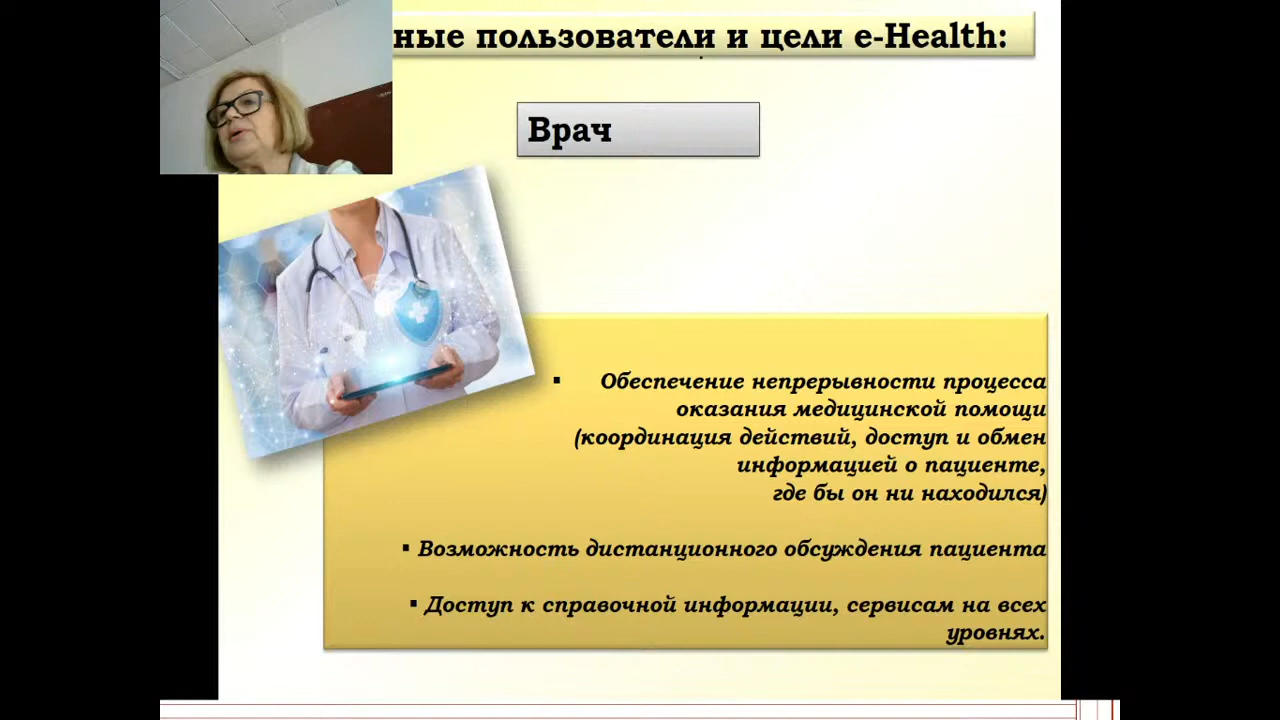 ные пользователи и цели e-Health:
Врач
▪ Обеспечение непрерывности процесса
оказания медицинской помощи
(координация действий, доступ и обмен
информацией о пациенте,
где бы он ни находился)
▪ Возможность дистанционного обсуждения пациента
▪ Доступ к справочной информации, сервисам на всех
уровнях.